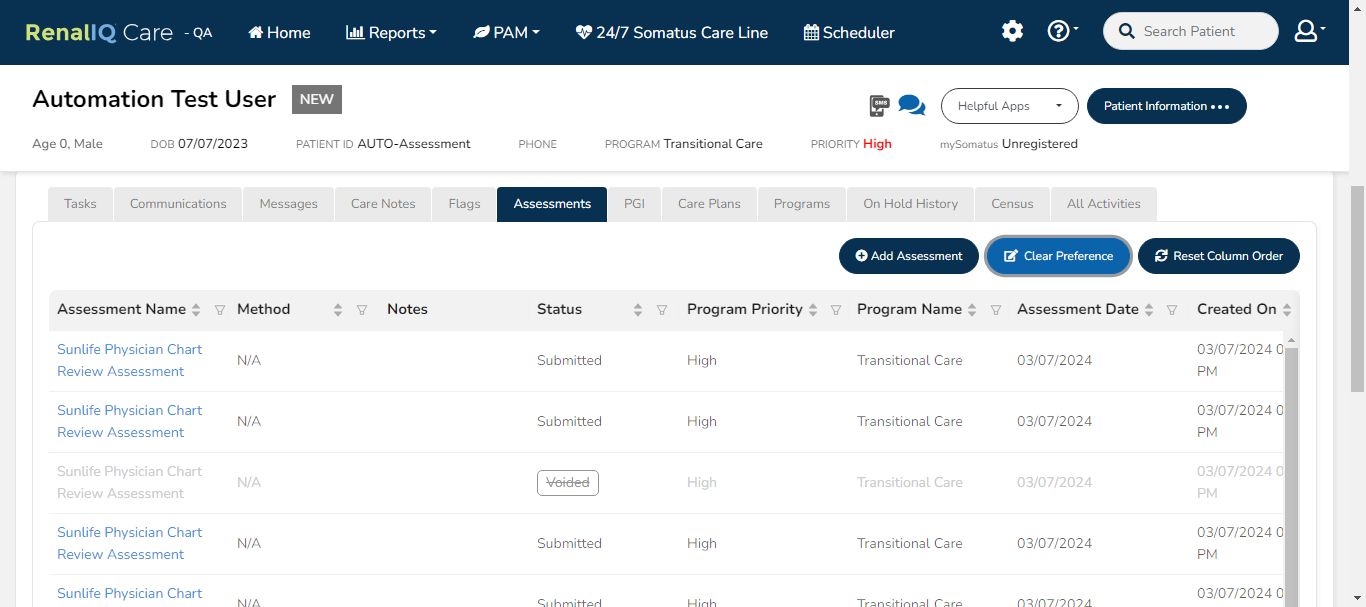 RenalIQ Care - QA Home Reports PAM 24/7 Somatus Care Line Scheduler Search Patient
Automation Test User NEW
SMS Helpful Apps Patient Information
Age 0, Male DOB 07/07/2023 PATIENT ID AUTO-Assessment PHONE PROGRAM Transitional Care PRIORITY High mySomatus Unregistered
Tasks Communications Messages Care Notes Flags Assessments PGI Care Plans Programs On Hold History Census All Activities
Add Assessment Clear Preference Reset Column Order
Assessment Name Method Notes Status Program Priority Program Name Assessment Date Created On
Sunlife Physician Chart
Review Assessment N/A Submitted High Transitional Care 03/07/2024 03/07/2024 0
PM
Sunlife Physician Chart
Review Assessment N/A Submitted High Transitional Care 03/07/2024 03/07/2024 0
PM
Sunlife Physician Chart
Review Assessment N/A Voided High Transitional Care 03/07/2024 03/07/2024 0
PM
Sunlife Physician Chart
Review Assessment N/A Submitted High Transitional Care 03/07/2024 03/07/2024 0
PM
Sunlife Physician Chart
N/A Submitted High Transitional Care 03/07/2024 03/07/2024 0